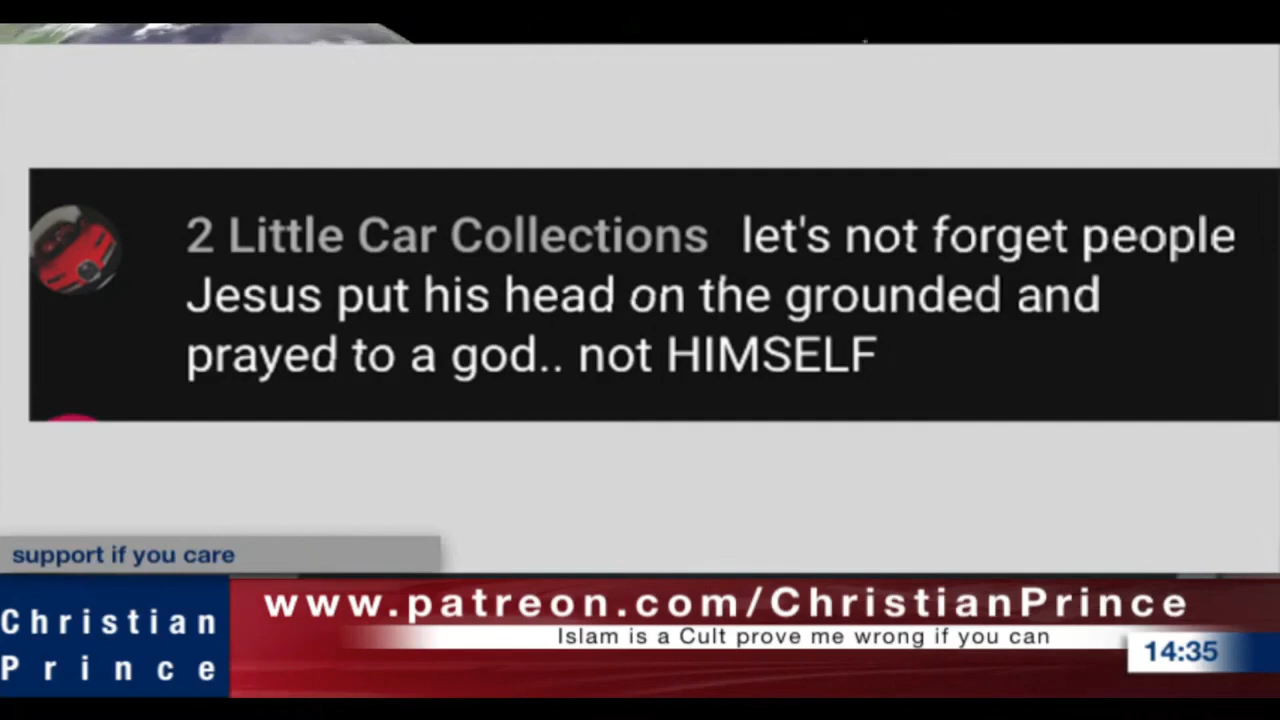 2 Little Car Collections let's not forget people
Jesus put his head on the grounded and
prayed to a god.. not HIMSELF
support if you care
Christian
Prince
www.patreon.com/ChristianPrince
Islam is a Cult prove me wrong if you can
14:35